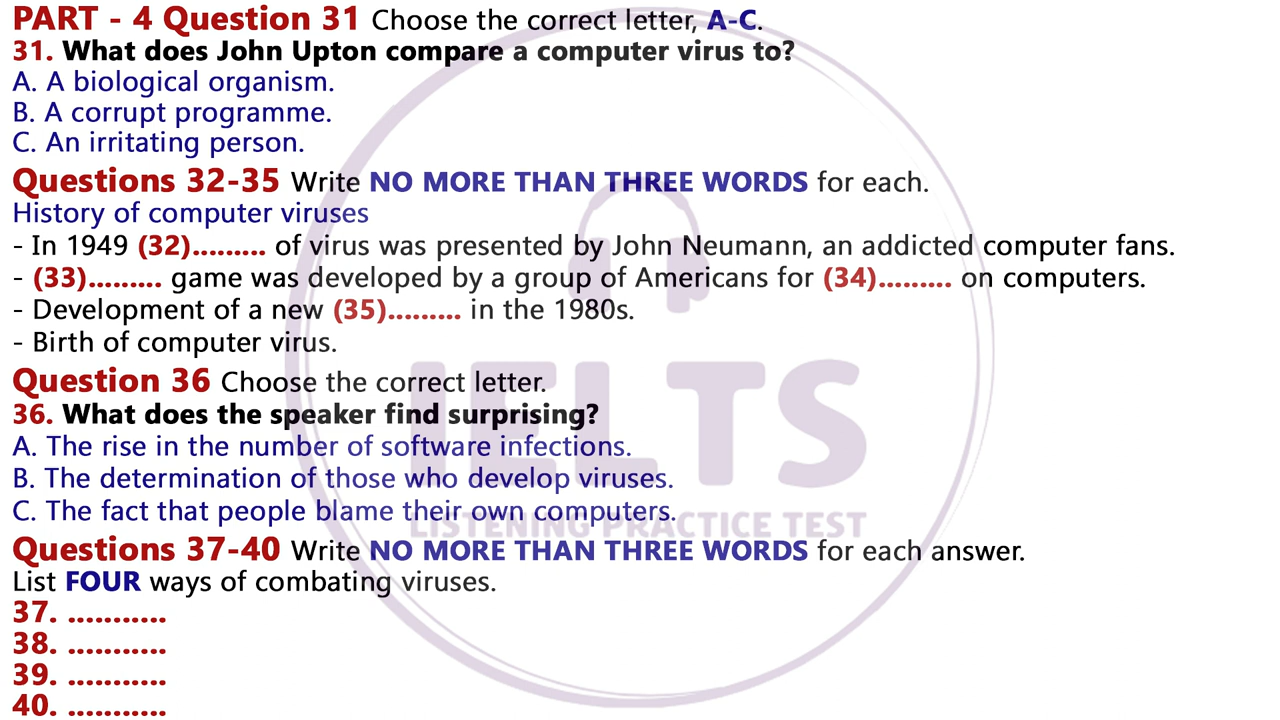 PART - 4 Question 31 Choose the correct letter, A-C.
31. What does John Upton compare a computer virus to?
A. A biological organism.
B. A corrupt programme.
C. An irritating person.
Questions 32-35 Write NO MORE THAN THREE WORDS for each.
History of computer viruses
- In 1949 (32)......... of virus was presented by John Neumann, an addicted computer fans.
- (33)......... game was developed by a group of Americans for (34)......... on computers.
- Development of a new (35)......... in the 1980s.
- Birth of computer virus.
Question 36 Choose the correct letter.
36. What does the speaker find surprising?
A. The rise in the number of software infections.
B. The determination of those who develop viruses.
C. The fact that people blame their own computers.
Questions 37-40 Write NO MORE THAN THREE WORDS for each answer.
List FOUR ways of combating viruses.
37. ...........
38. ...........
39. ...........
40. ...........
IELTS
LISTENING PRACTICE TEST